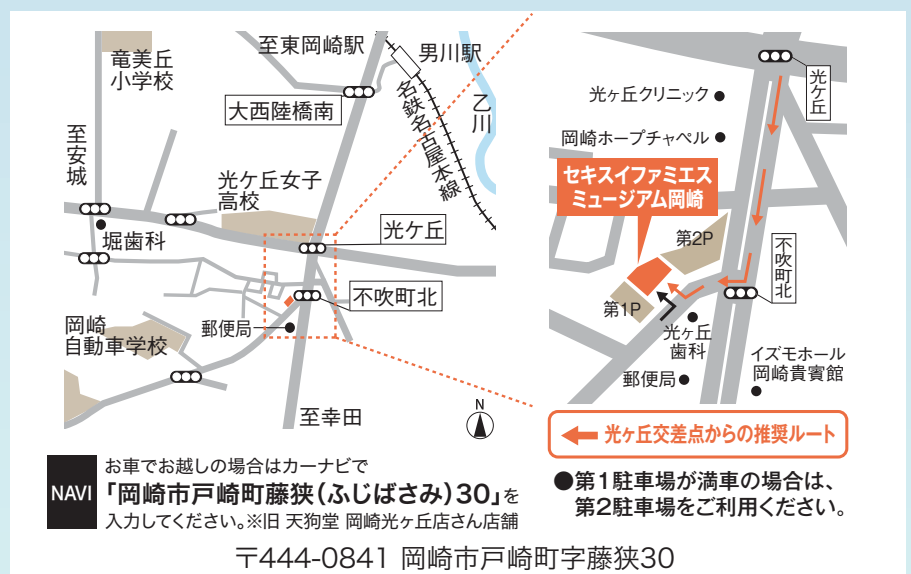 竜美丘
小学校
至東岡崎駅
男川駅
大西陸橋南
名鉄名古屋本線
乙川
至安城
光ケ丘女子
高校
光ケ丘
堀歯科
不吹町北
岡崎
自動車学校
郵便局
至幸田
N
光ヶ丘クリニック
光ケ丘
岡崎ホープチャペル
セキスイファミエス
ミュージアム岡崎
第2P
不吹町北
第1P
光ヶ丘
歯科
郵便局
イズモホール
岡崎貴賓館
光ヶ丘交差点からの推奨ルート
NAVI
お車でお越しの場合はカーナビで
「岡崎市戸崎町藤狭(ふじばさみ)30」を
入力してください。※旧 天狗堂 岡崎光ヶ丘店さん店舗
●第1駐車場が満車の場合は、
第2駐車場をご利用ください。
〒444-0841 岡崎市戸崎町字藤狭30